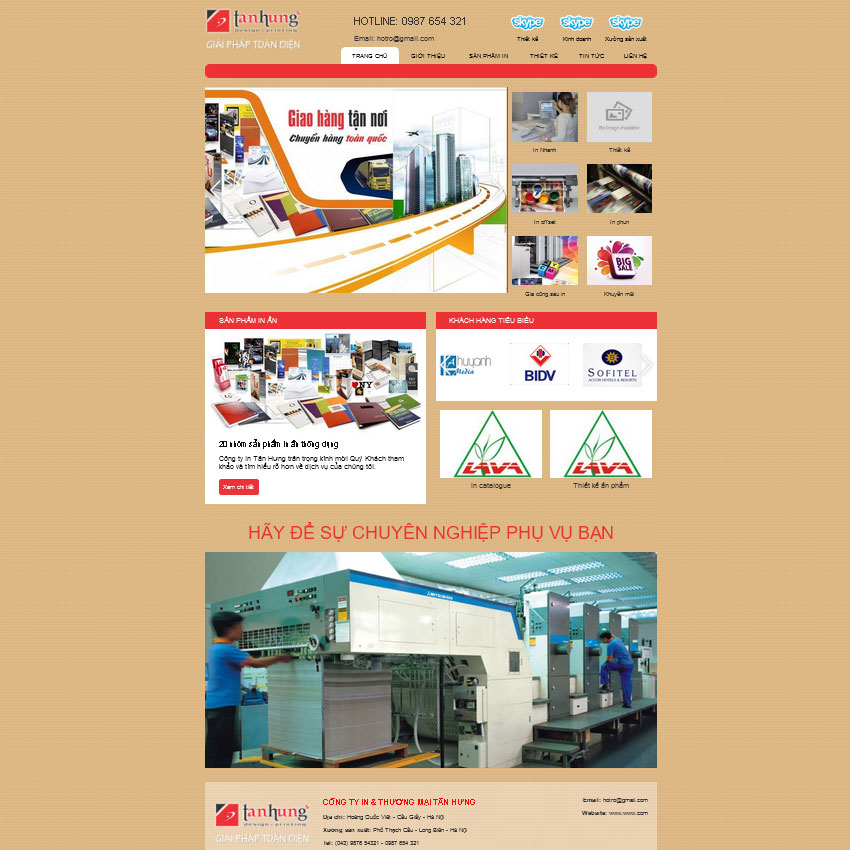 tanhung
design - printing
GIẢI PHÁP TOÀN DIỆN
HOTLINE: 0987 654 321
Email: hotro@gmail.com
skype
skype
skype
Thiết kế
Kinh doanh
Xưởng sản xuất
TRANG CHỦ
GIỚI THIỆU
SẢN PHẨM IN
THIẾT KẾ
TIN TỨC
LIÊN HỆ
Giao hàng tận nơi
Chuyển hàng toàn quốc
No Image Available
In Nhanh
Thiết kế
In offset
In phun
BIG SALE
Gia công sau in
Khuyến mãi
SẢN PHẨM IN ẤN
KHÁCH HÀNG TIÊU BIỂU
huyanh
Media
BIDV
SOFITEL
ACCOR HOTELS & RESORTS
NY
20 nhóm sản phẩm in ấn thông dụng
Công ty In Tân Hưng trân trọng kính mời Quý Khách tham
khảo và tìm hiểu rõ hơn về dịch vụ của chúng tôi.
Xem chi tiết
LAVA
LAVA
In catalogue
Thiết kế ấn phẩm
HÃY ĐỂ SỰ CHUYÊN NGHIỆP PHỤ VỤ BẠN
MITSUBISHI
tanhung
design - printing
GIẢI PHÁP TOÀN DIỆN
CÔNG TY IN & THƯƠNG MẠI TÂN HƯNG
Địa chỉ: Hoàng Quốc Việt - Cầu Giấy - Hà Nội
Xưởng sản xuất: Phố Thạch Cầu - Long Biên - Hà Nội
Tel: (043) 9876 54321 - 0987 654 321
Email: hotro@gmail.com
Website: www.www.com